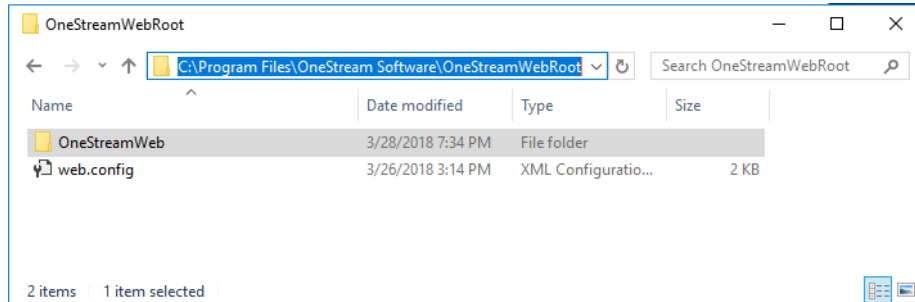 OneStreamWebRoot
C:\Program Files\OneStream Software\OneStreamWebRoot Search OneStreamWebRoot
Name Date modified Type Size
OneStreamWeb 3/28/2018 7:34 PM File folder
web.config 3/26/2018 3:14 PM XML Configuratio... 2 KB
2 items 1 item selected